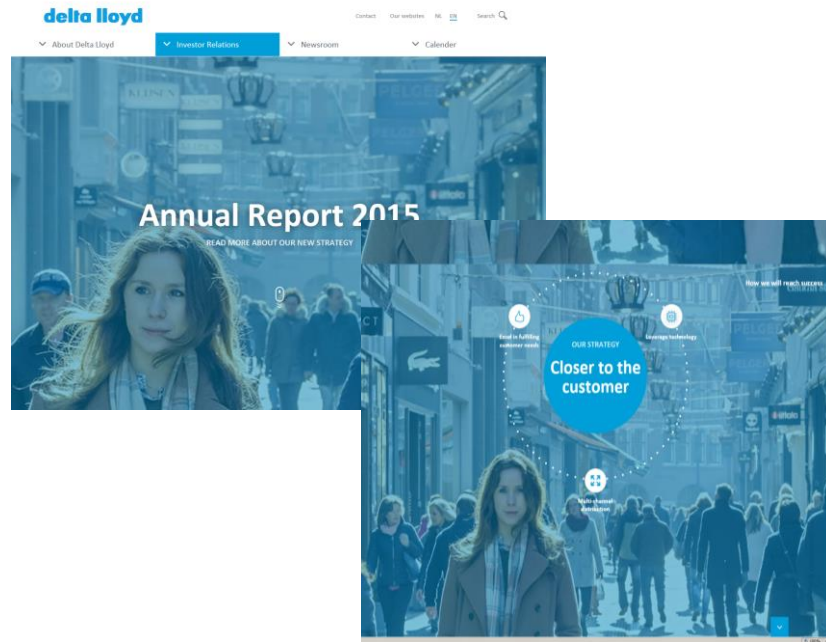 delta lloyd
Contact Our websites NL EN Search
About Delta Lloyd Investor Relations Newsroom Calender
KLEDSEN
PELGER
Annual Report 2015
READ MORE ABOUT OUR NEW STRATEGY
How we will reach success
Excel in fulfilling
customer needs
Leverage technology
OUR STRATEGY
Closer to the
customer
Multi-channel
distribution